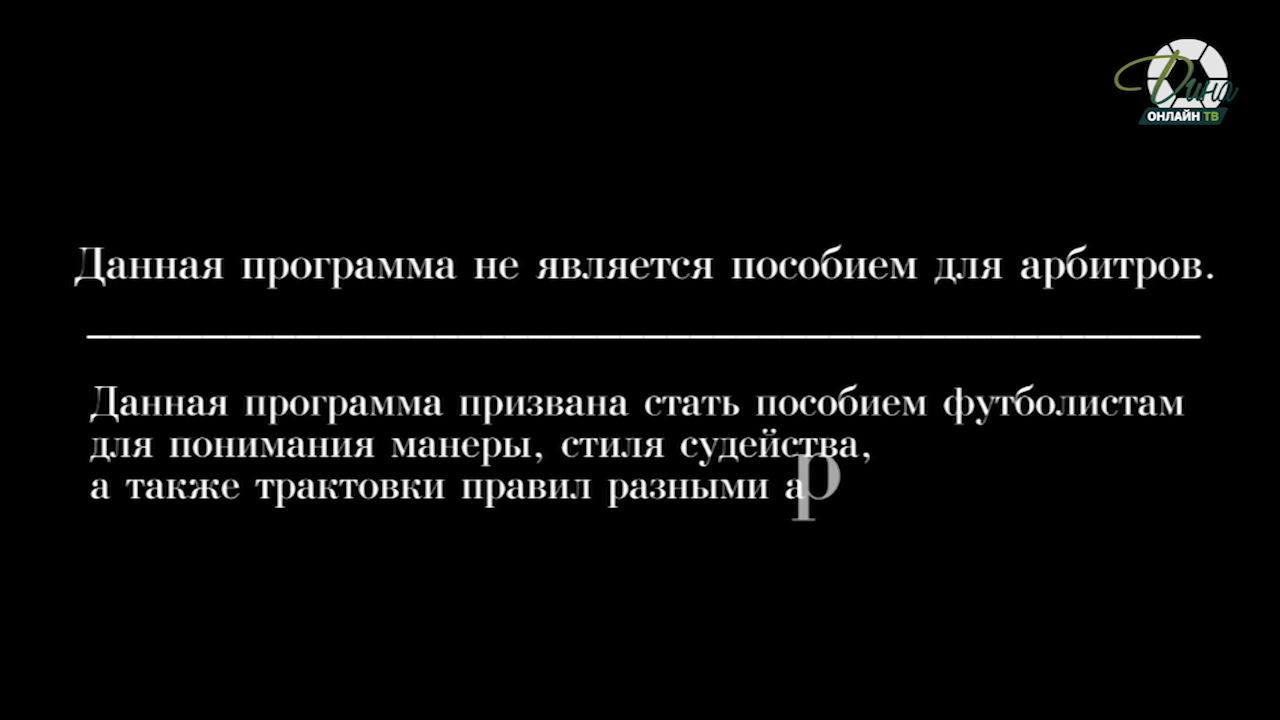 Дина
ОНЛАЙН ТВ
Данная программа не является пособием для арбитров.
Данная программа призвана стать пособием футболистам
для понимания манеры, стиля судейства,
а также трактовки правил разными ар